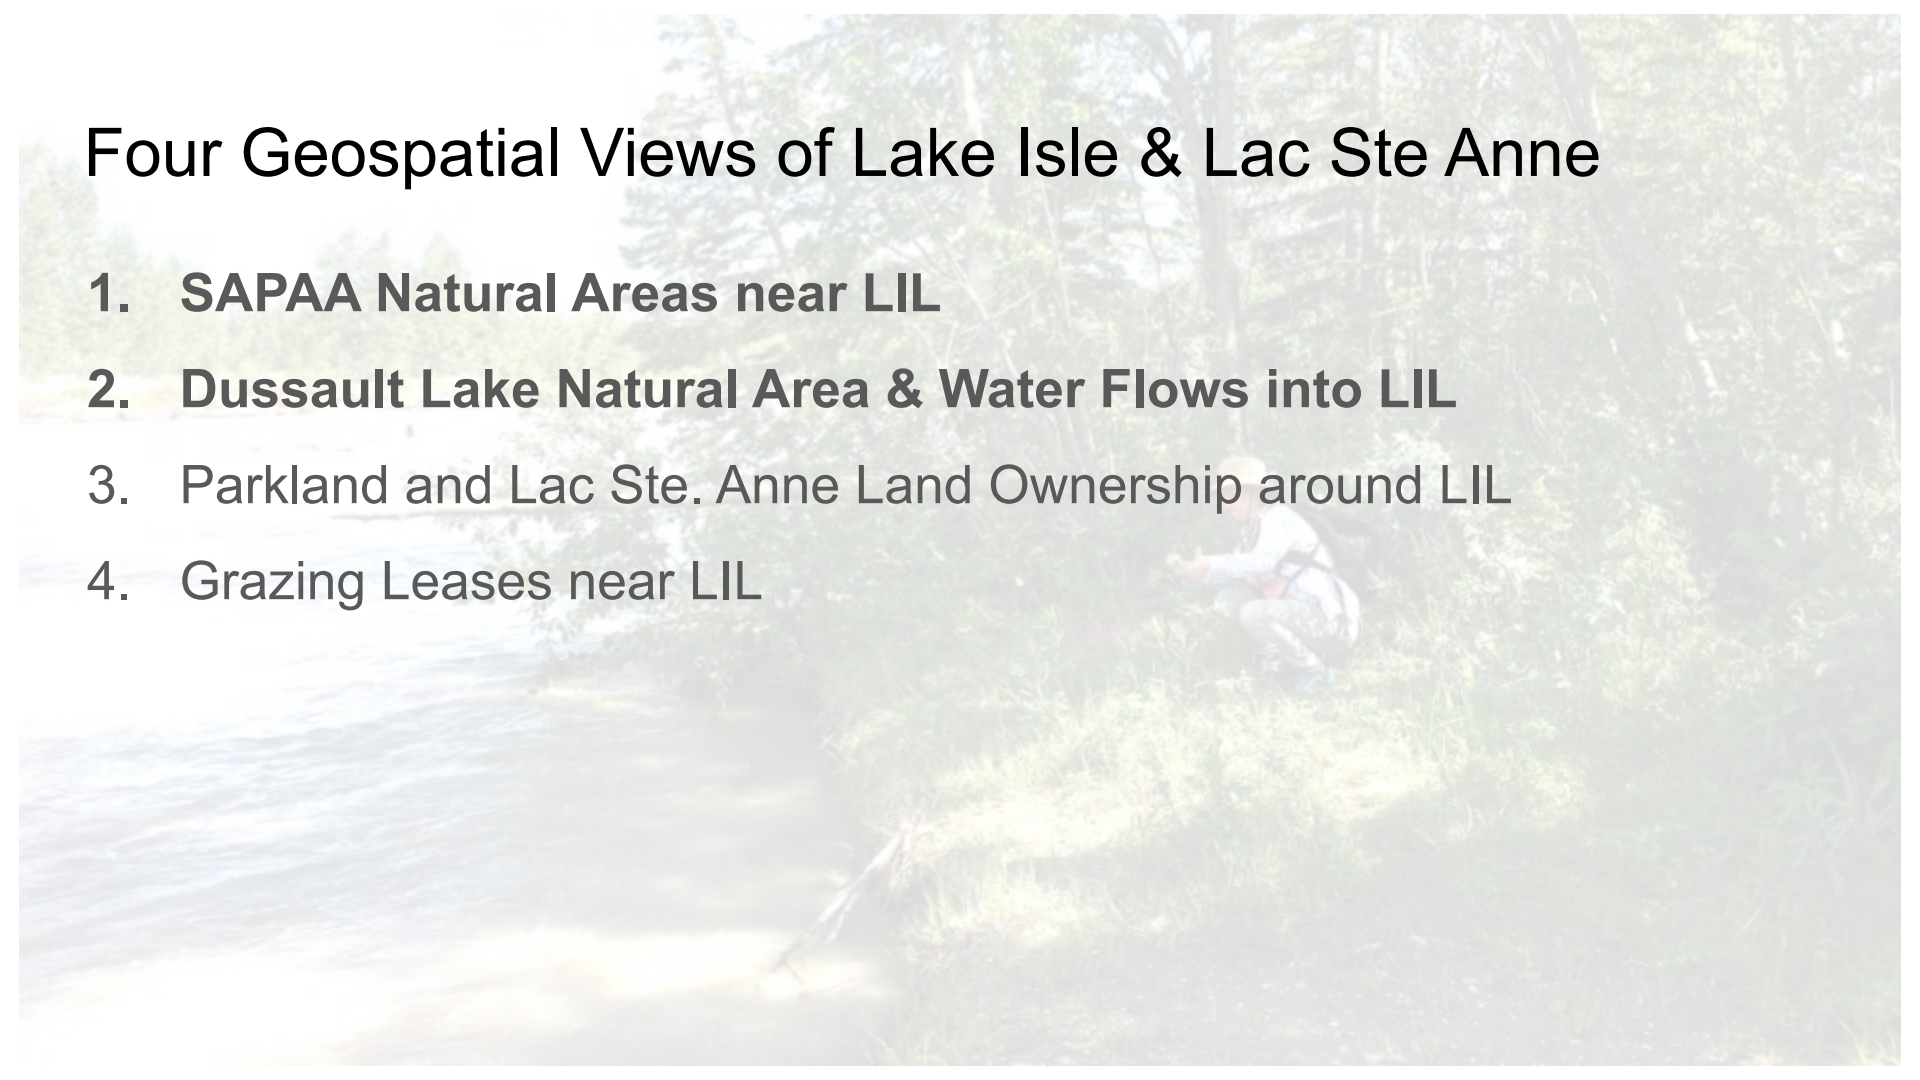 Four Geospatial Views of Lake Isle & Lac Ste Anne
1. SAPAA Natural Areas near LIL
2. Dussault Lake Natural Area & Water Flows into LIL
3. Parkland and Lac Ste. Anne Land Ownership around LIL
4. Grazing Leases near LIL